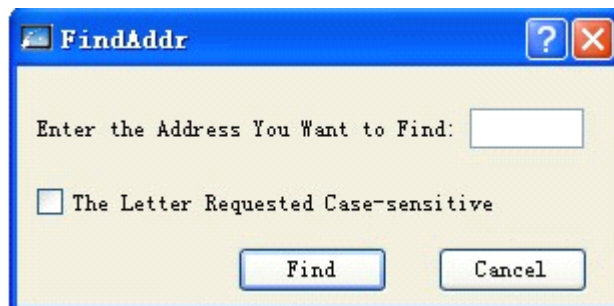 FindAddr
Enter the Address You Want to Find:
The Letter Requested Case-sensitive
Find Cancel